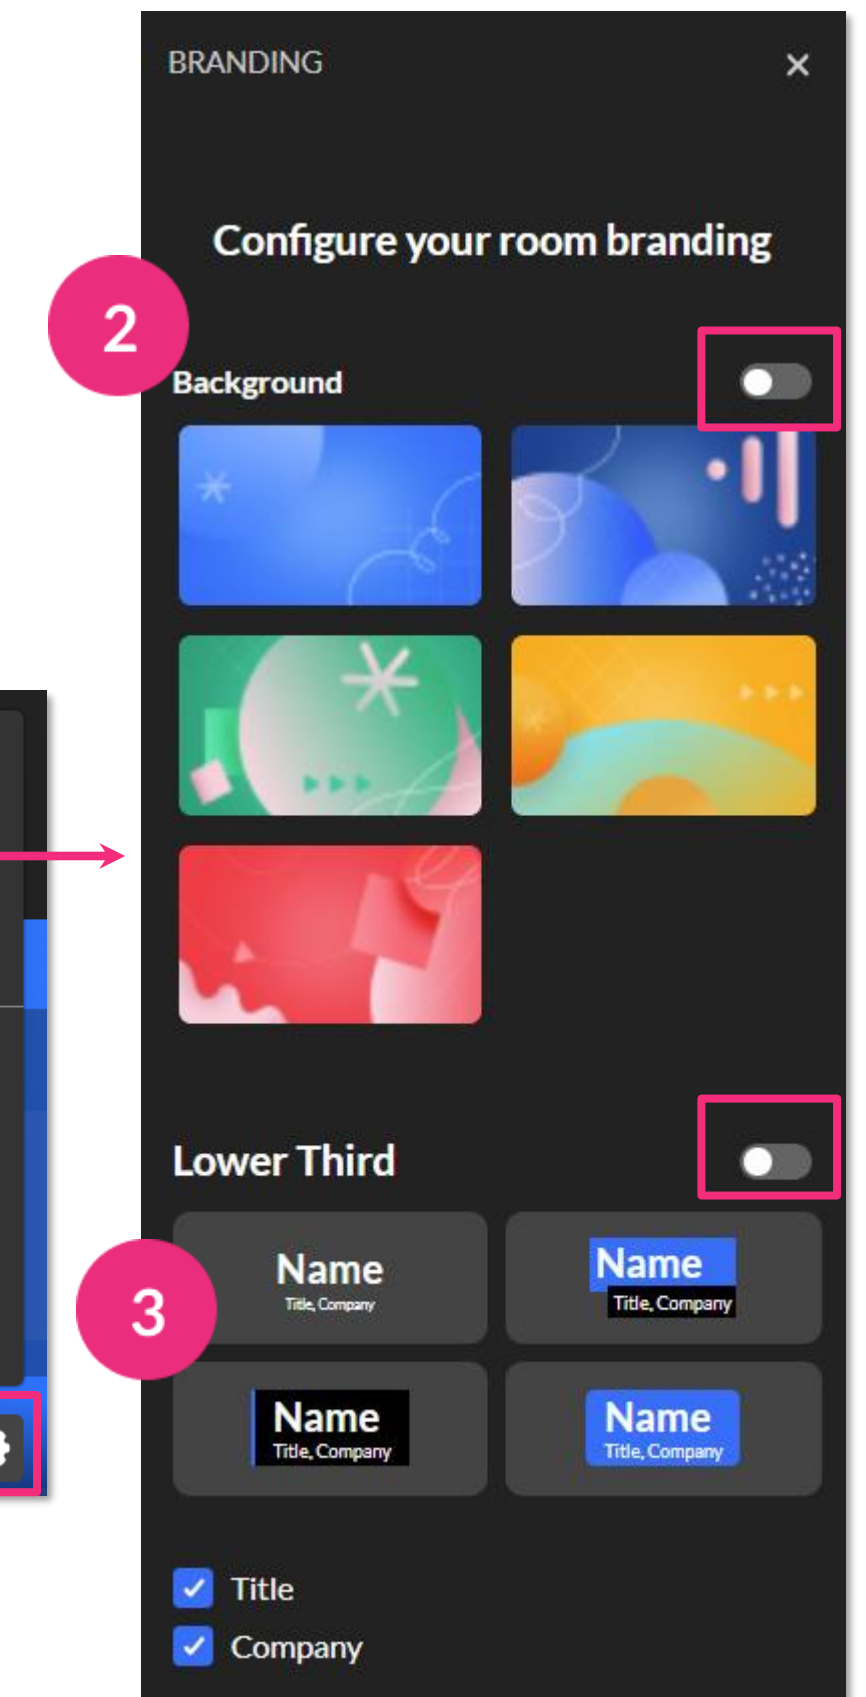 BRANDING
Configure your room branding
2
Background
Lower Third
Name
Title, Company
Name
Title, Company
3
Name
Title, Company
Name
Title, Company
Title
Company